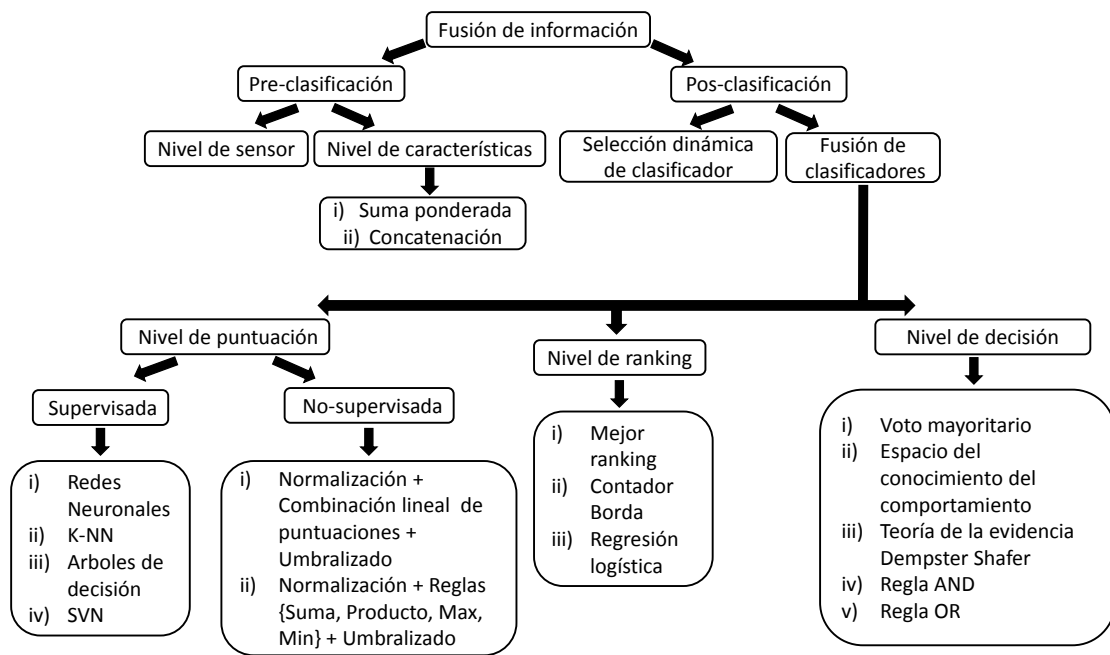 Fusión de información
Pre-clasificación
Pos-clasificación
Nivel de sensor
Nivel de característificas
Selección dinámica
de clasificador
Fusión de
clasificadores
i) Suma ponderada
ii) Concatenación
Nivel de puntuación
Nivel de ranking
Nivel de decisión
Supervisada
No-supervisada
i) Redes
Neuronales
ii) K-NN
iii) Arboles de
decisión
iv) SVN
i) Normalización +
Combinación lineal de
puntuaciones +
Umbralizado
ii) Normalización + Reglas
{Suma, Producto, Max,
Min} + Umbralizado
i) Mejor
ranking
ii) Contador
Borda
iii) Regresión
logística
i) Voto mayoritario
ii) Espacio del
conocimiento del
comportamiento
iii) Teoría de la evidencia
Dempster Shafer
iv) Regla AND
v) Regla OR